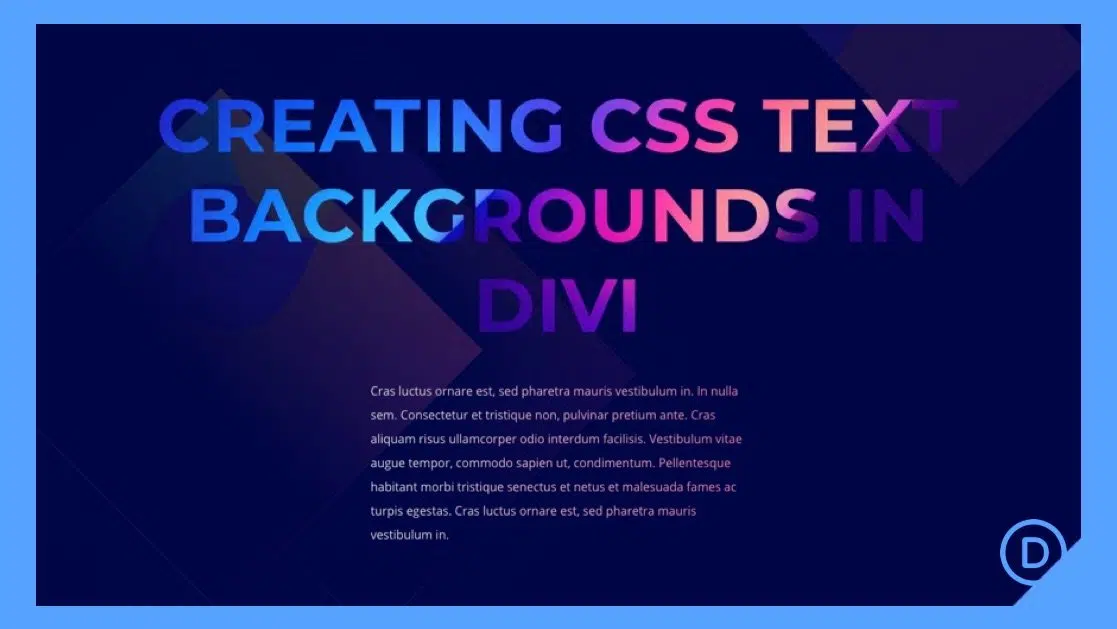 CREATING CSS TEXT
BACKGROUNDS IN
DIVI
Cras luctus ornare est, sed pharetra mauris vestibulum in. In nulla
sem. Consectetur et tristique non, pulvinar pretium ante. Cras
aliquam risus ullamcorper odio interdum facilisis. Vestibulum vitae
augue tempor, commodo sapien ut, condimentum. Pellentesque
habitant morbi tristique senectus et netus et malesuada fames ac
turpis egestas. Cras luctus ornare est, sed pharetra mauris
vestibulum in.
D